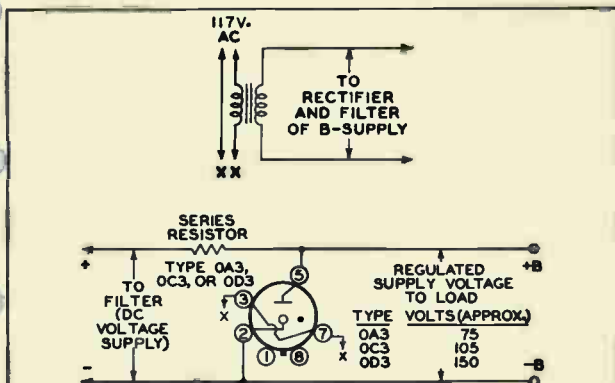 117V.
AC
TO
RECTIFIER
AND FILTER
OF B-SUPPLY
X X
SERIES
RESISTOR
+
TYPE 0A3,
0C3, OR 0D3
5
+B
TO
FILTER
(DC
VOLTAGE
SUPPLY)
REGULATED
SUPPLY VOLTAGE
TO LOAD
TYPE VOLTS (APPROX.)
0A3 75
0C3 105
0D3 150
3
X
2
7
X
1
8
-
-B